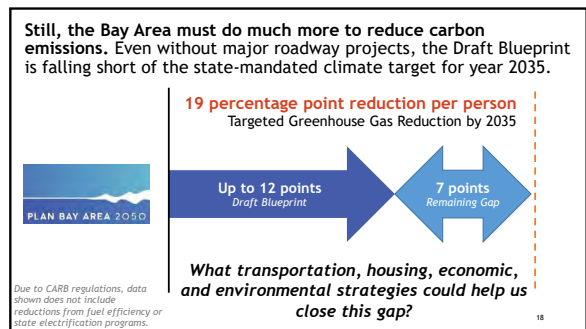 Still, the Bay Area must do much more to reduce carbon
emissions. Even without major roadway projects, the Draft Blueprint
is falling short of the state-mandated climate target for year 2035.
19 percentage point reduction per person
Targeted Greenhouse Gas Reduction by 2035
Up to 12 points
Draft Blueprint
7 points
Remaining Gap
PLAN BAY AREA 2050
What transportation, housing, economic,
and environmental strategies could help us
close this gap?
Due to CARB regulations, data
shown does not include
reductions from fuel efficiency or
state electrification programs.
18